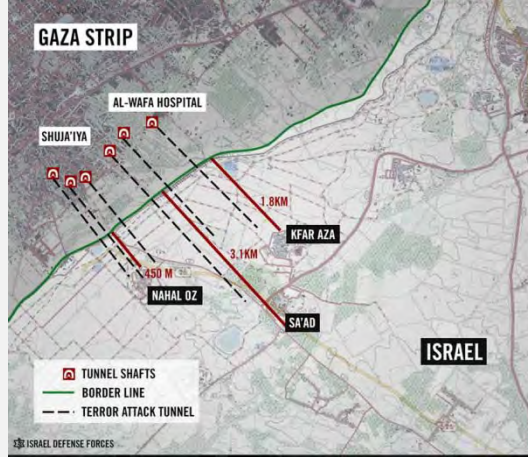 GAZA STRIP
AL-WAFA HOSPITAL
SHUJA'IYA
1.8KM
KFAR AZA
3.1KM
450 M
NAHAL OZ
SA'AD
ISRAEL
TUNNEL SHAFTS
BORDER LINE
TERROR ATTACK TUNNEL
ISRAEL DEFENSE FORCES